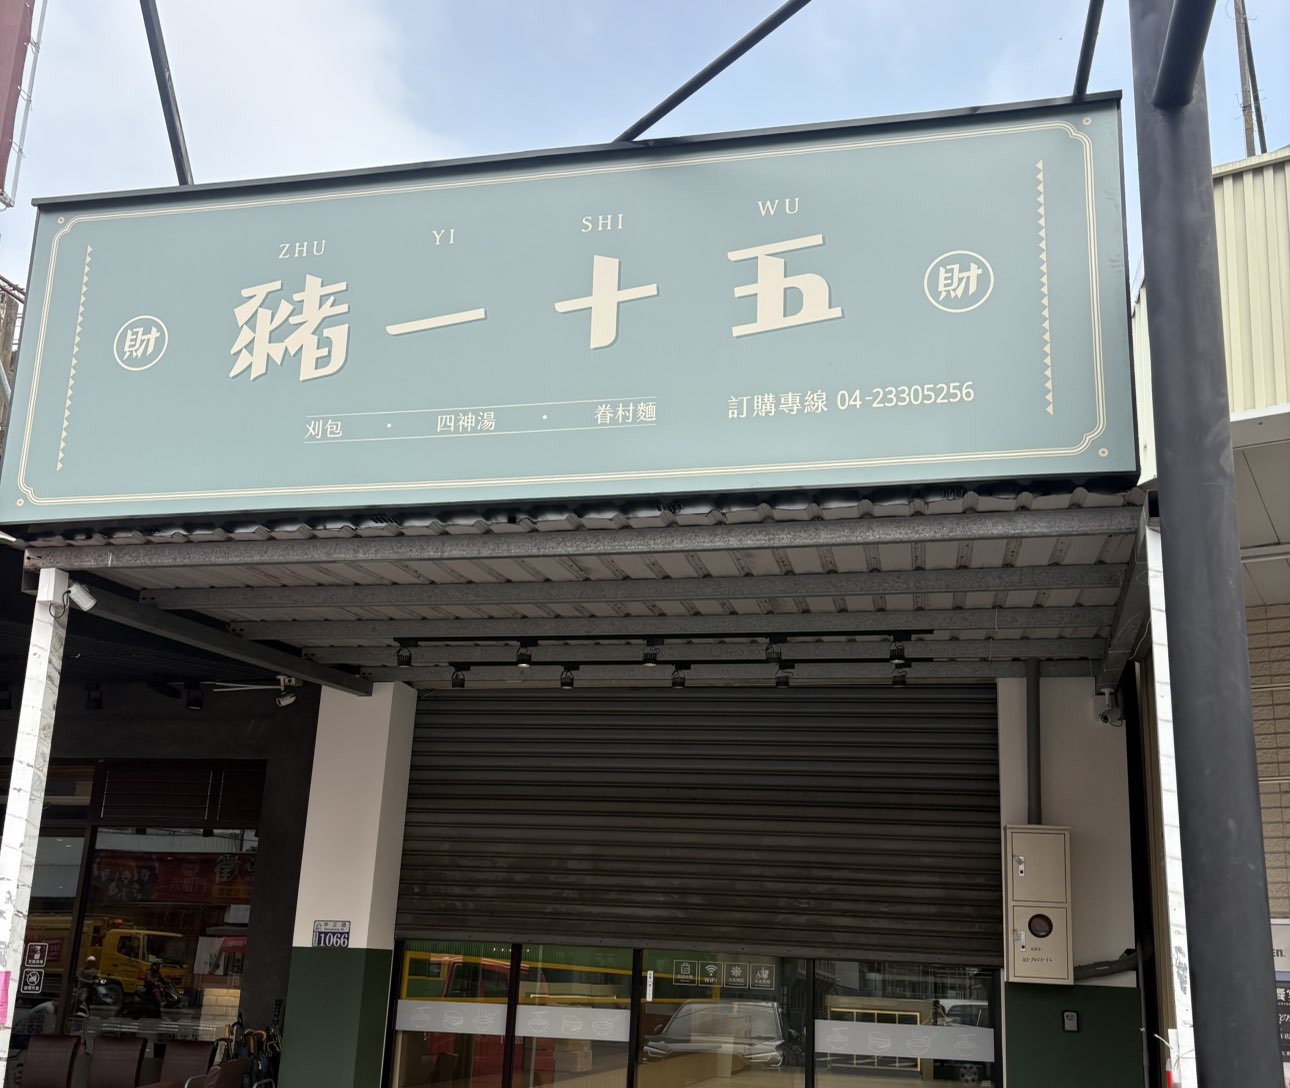 ZHU YI SHI WU
財 豬一十五 財
刈包 · 四神湯 · 眷村麵
訂購專線 04-23305256
1066
WIFI